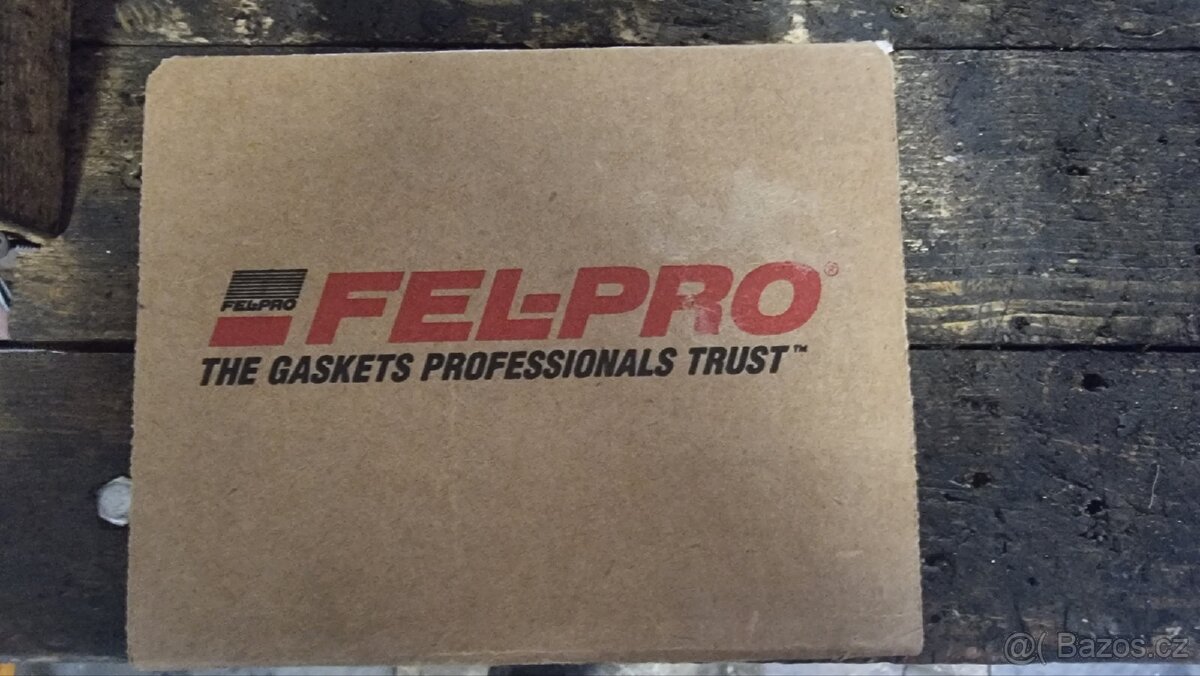 FEL-PRO FEL-PRO®
THE GASKETS PROFESSIONALS TRUST™
@( Bazos.cz